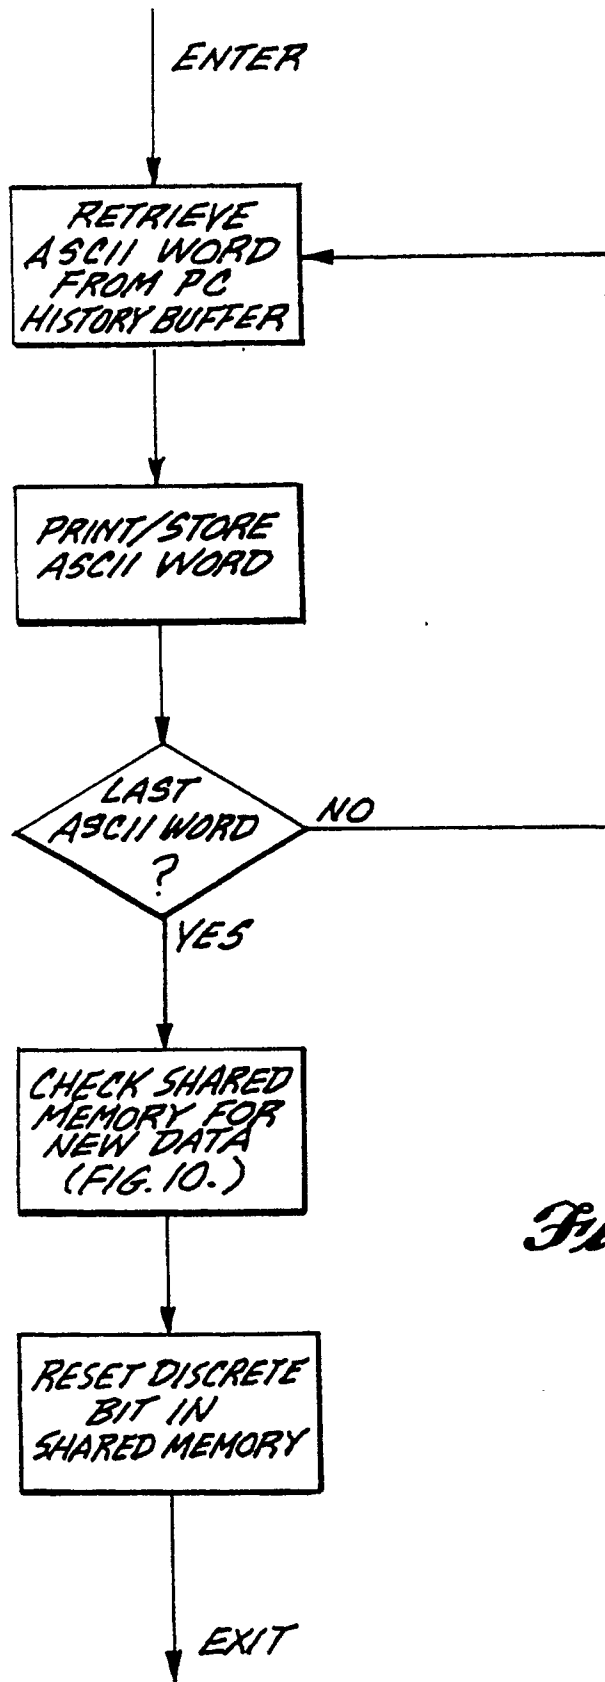 ENTER
RETRIEVE
ASCII WORD
FROM PC
HISTORY BUFFER
PRINT/STORE
ASCII WORD
LAST
ASCII WORD
?
NO
YES
CHECK SHARED
MEMORY FOR
NEW DATA
(FIG. 10.)
RESET DISCRETE
BIT IN
SHARED MEMORY
EXIT